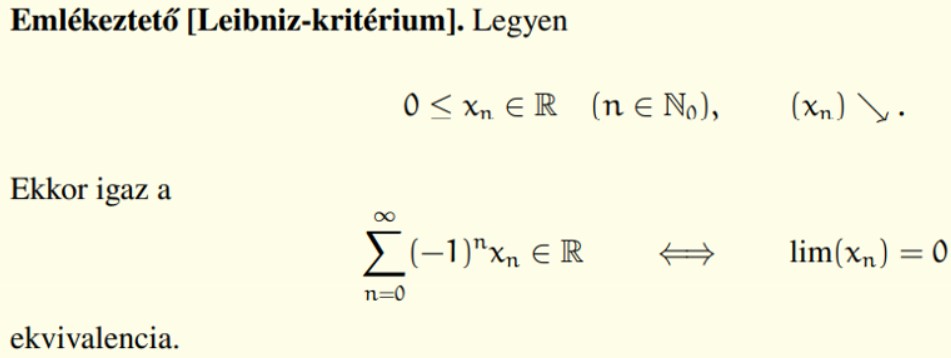 Emlékeztető [Leibniz-kritérium]. Legyen
0 ≤ xₙ ∈ ℝ (n ∈ ℕ₀), (xₙ) ↘ .
Ekkor igaz a
∑_{n=0}^{∞} (−1)ⁿxₙ ∈ ℝ ⟺ lim(xₙ) = 0
ekvivalencia.